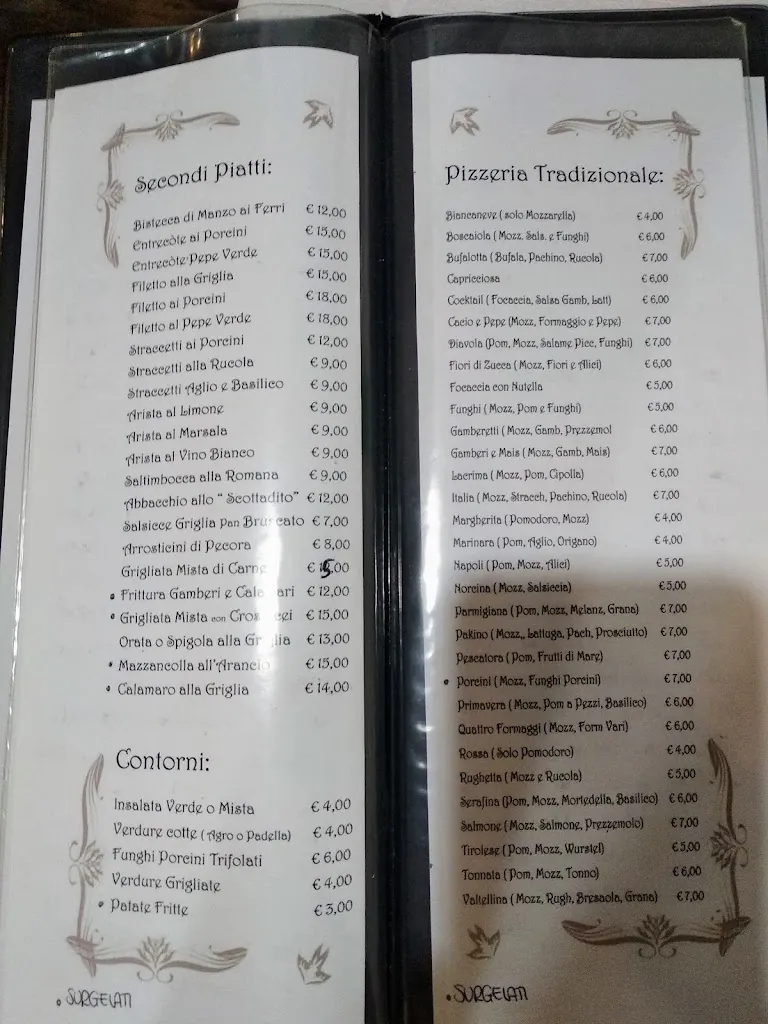 Secondi Piatti:
Bistecca di Manzo ai Ferri € 12,00
Entrecòte ai Porcini € 15,00
Entrecòte Pepe Verde € 15,00
Filetto alla Griglia € 15,00
Filetto ai Porcini € 18,00
Filetto al Pepe Verde € 18,00
Straccetti ai Porcini € 12,00
Straccetti alla Rucola € 9,00
Straccetti Aglio e Basilico € 9,00
Arista al Limone € 9,00
Arista al Marsala € 9,00
Arista al Vino Bianco € 9,00
Saltimbocca alla Romana € 9,00
Abbacchio allo " Scottadito" € 12,00
Salsicce Griglia Pan Bruscato € 7,00
Arrosticini di Pecora € 8,00
Grigliata Mista di Carne € 15,00
• Frittura Gamberi e Calamari € 12,00
• Grigliata Mista con Crostacei € 15,00
Orata o Spigola alla Griglia € 13,00
• Mazzancolla all'Arancio € 15,00
• Calamaro alla Griglia € 14,00
Contorni:
Insalata Verde o Mista € 4,00
Verdure cotte ( Agro o Padella) € 4,00
Funghi Porcini Trifolati € 6,00
Verdure Grigliate € 4,00
• Patate Fritte € 3,00
• SURGELATI
Pizzeria Tradizionale:
Biancaneve ( solo Mozzarella) € 4,00
Boscaiola ( Mozz. Sals. e Funghi) € 6,00
Bufalotta ( Bufala, Pachino, Rucola) € 7,00
Capricciosa € 6,00
Cocktail ( Focaccia, Salsa Gamb, Latt) € 6,00
Cacio e Pepe (Mozz, Formaggio e Pepe) € 7,00
Diavola (Pom, Mozz, Salame Picc, Funghi) € 7,00
Fiori di Zucca ( Mozz, Fiori e Alici) € 6,00
Focaccia con Nutella € 5,00
Funghi ( Mozz, Pom e Funghi) € 5,00
Gamberetti ( Mozz, Gamb, Prezzemol € 6,00
Gamberi e Mais ( Mozz, Gamb, Mais) € 7,00
Lacrima ( Mozz, Pom, Cipolla) € 6,00
Italia ( Mozz, Stracch, Pachino, Rucola) € 7,00
Margherita ( Pomodoro, Mozz) € 4,00
Marinara ( Pom, Aglio, Origano) € 4,00
Napoli ( Pom, Mozz, Alici) € 5,00
Norcina ( Mozz, Salsiccia) € 5,00
Parmigiana ( Pom, Mozz, Melanz, Grana) € 7,00
Pakino ( Mozz,, Lattuga, Pach, Prosciutto) € 7,00
Pescatora ( Pom, Frutti di Mare) € 7,00
• Porcini ( Mozz, Funghi Porcini) € 7,00
Primavera ( Mozz, Pom a Pezzi, Basilico) € 6,00
Quattro Formaggi ( Mozz, Form Vari) € 6,00
Rossa ( Solo Pomodoro) € 4,00
Rughetta ( Mozz e Rucola) € 5,00
Serafina (Pom, Mozz, Mortedella, Basilico) € 6,00
Salmone ( Mozz, Salmone, Prezzemolo) € 7,00
Tirolese ( Pom, Mozz, Wurstel) € 5,00
Tonnata ( Pom, Mozz, Tonno) € 6,00
Valtellina ( Mozz, Rugh, Bresaola, Grana) € 7,00
• SURGELATI